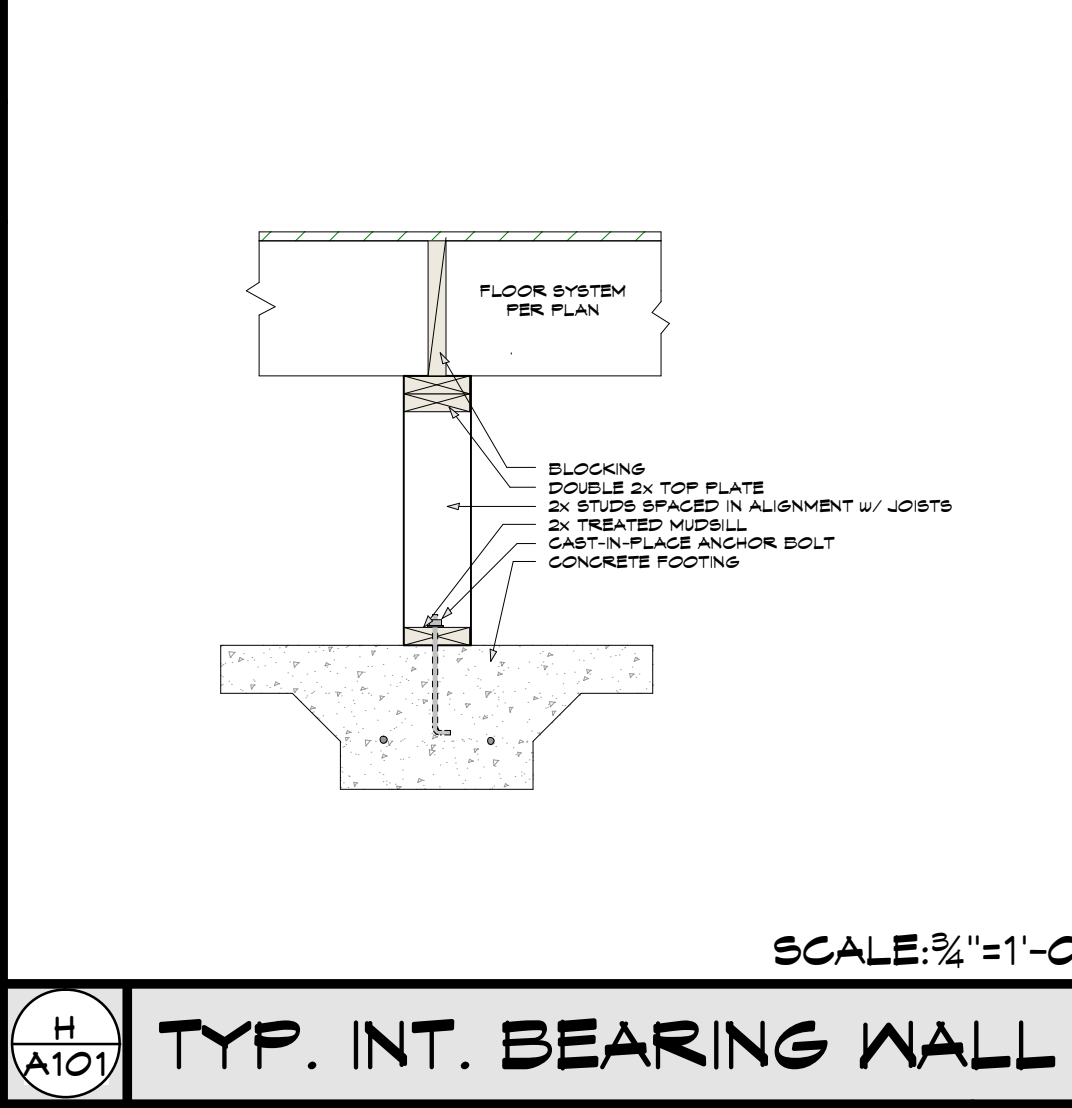 FLOOR SYSTEM
PER PLAN
BLOCKING
DOUBLE 2x TOP PLATE
2x STUDS SPACED IN ALIGNMENT w/ JOISTS
2x TREATED MUDSILL
CAST-IN-PLACE ANCHOR BOLT
CONCRETE FOOTING
SCALE:¾"=1'-0
H
A101
TYP. INT. BEARING WALL